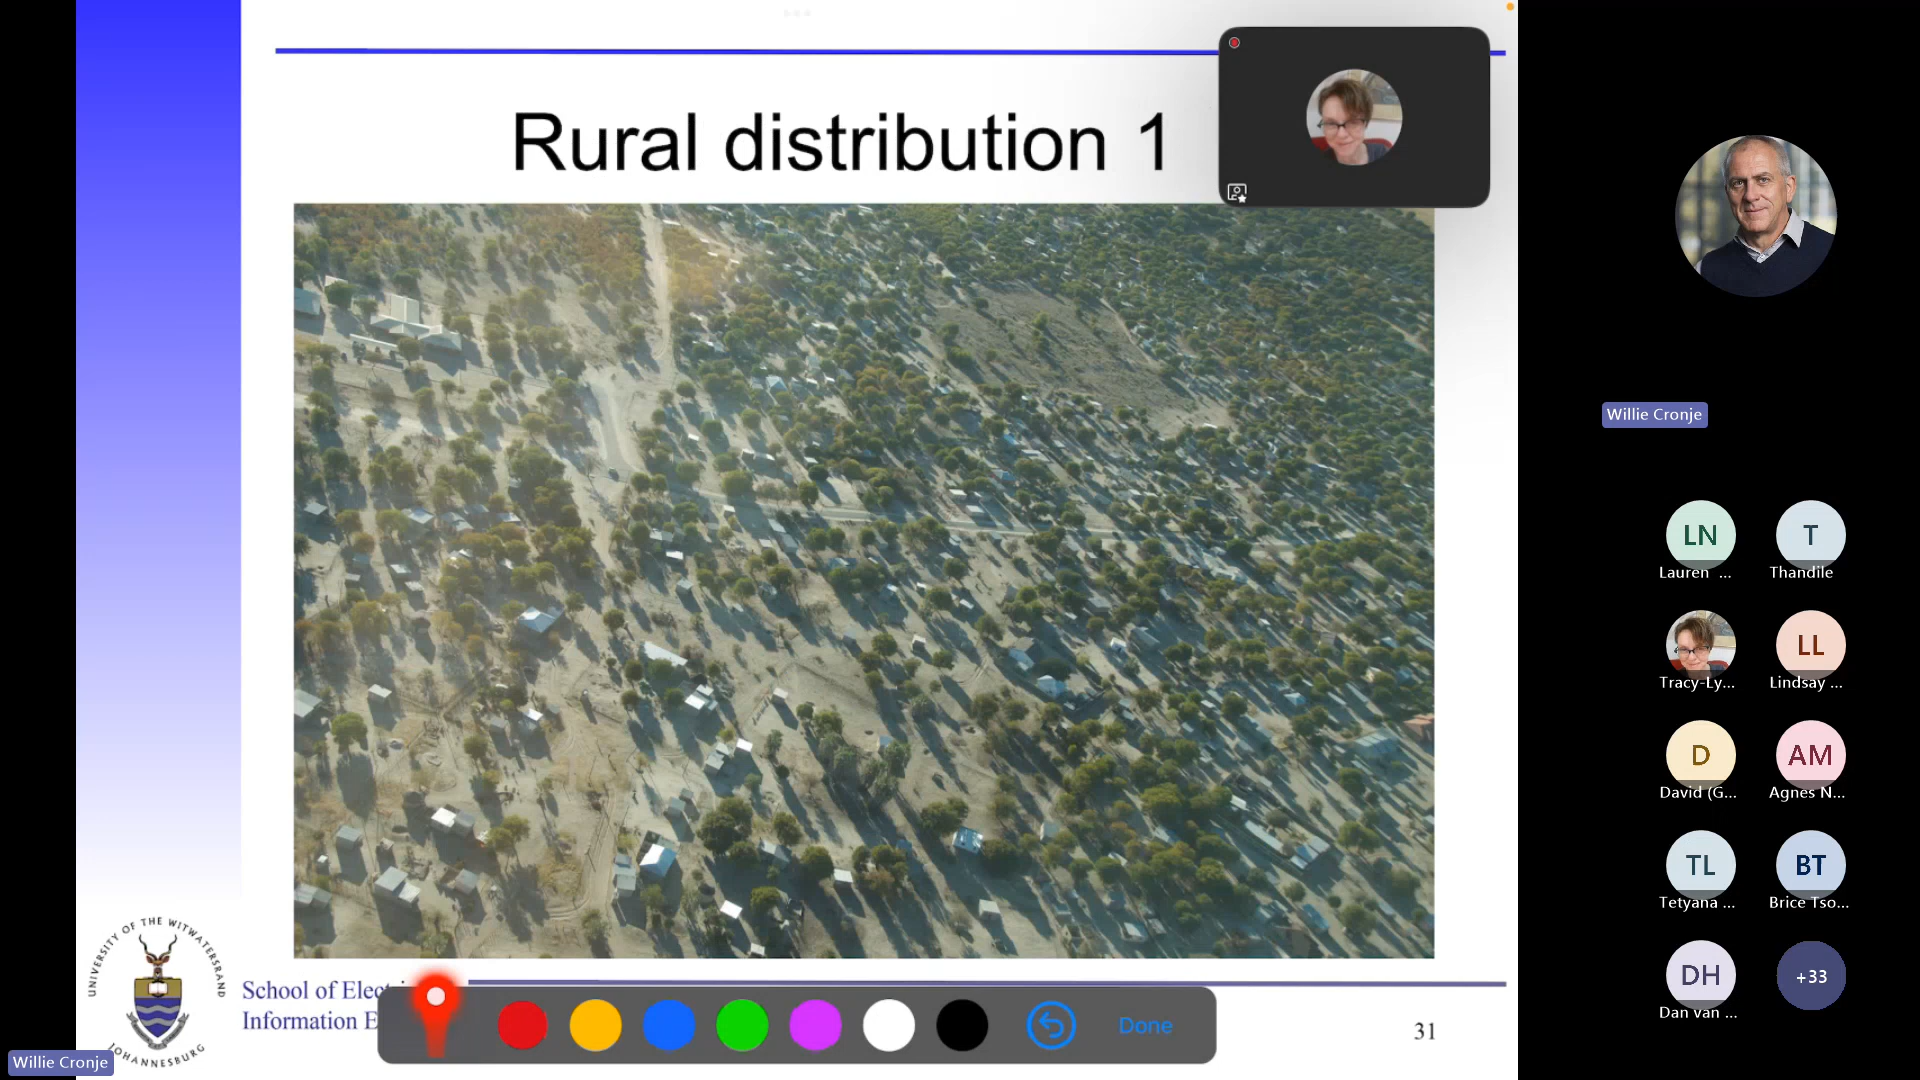 Rural distribution 1
UNIVERSITY OF THE WITWATERSRAND
JOHANNESBURG
School of Elect
Information E
31
Done
Willie Cronje
Willie Cronje
LN
Lauren ...
T
Thandile
Tracy-Ly...
LL
Lindsay ...
D
David (G...
AM
Agnes N...
TL
Tetyana ...
BT
Brice Tso...
DH
Dan van ...
+33